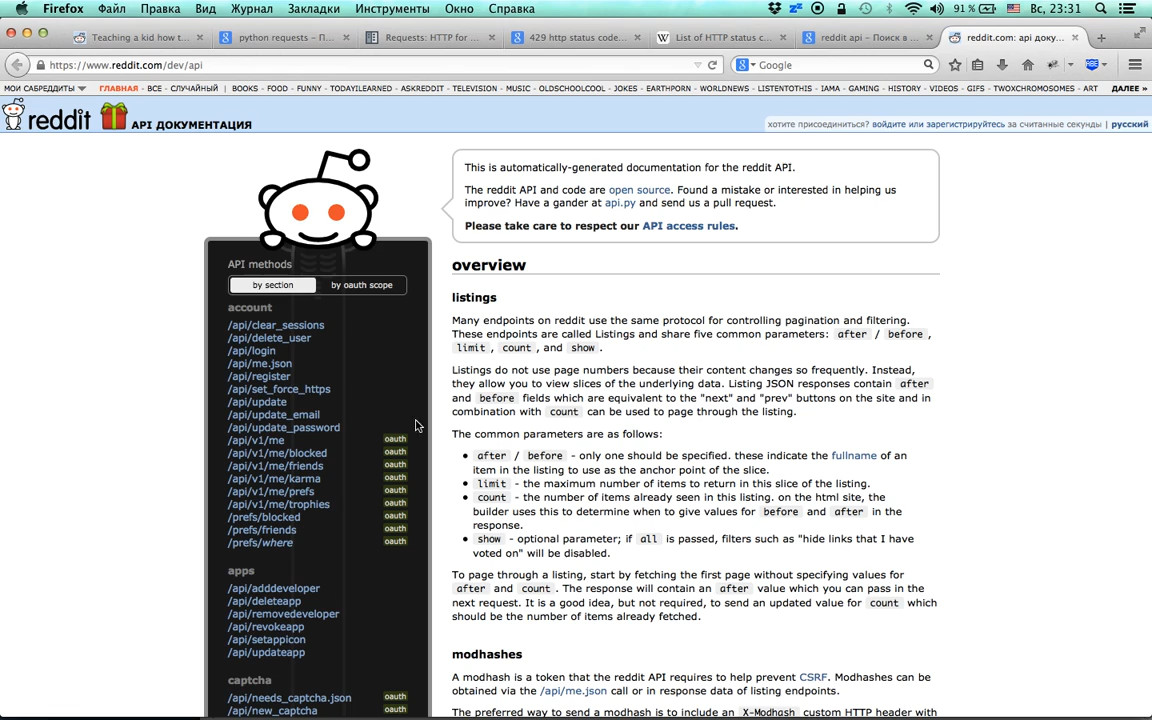 Firefox Файл Правка Вид Журнал Закладки Инструменты Окно Справка 91 % Вс, 23:31
Teaching a kid how t... python requests – П... Requests: HTTP for ... 429 http status code... List of HTTP status c... reddit api – Поиск в ... reddit.com: api доку...
https://www.reddit.com/dev/api Google
МОИ САБРЕДДИТЫ ГЛАВНАЯ - ВСЕ - СЛУЧАЙНЫЙ | BOOKS - FOOD - FUNNY - TODAYILEARNED - ASKREDDIT - TELEVISION - MUSIC - OLDSCHOOLCOOL - JOKES - EARTHPORN - WORLDNEWS - LISTENTOTHIS - IAMA - GAMING - HISTORY - VIDEOS - GIFS - TWOXCHROMOSOMES - ART ДАЛЕЕ »
reddit API ДОКУМЕНТАЦИЯ
хотите присоединиться? войдите или зарегистрируйтесь за считанные секунды | русский
This is automatically-generated documentation for the reddit API.
The reddit API and code are open source. Found a mistake or interested in helping us
improve? Have a gander at api.py and send us a pull request.
Please take care to respect our API access rules.
API methods
by section by oauth scope
account
/api/clear_sessions
/api/delete_user
/api/login
/api/me.json
/api/register
/api/set_force_https
/api/update
/api/update_email
/api/update_password
/api/v1/me oauth
/api/v1/me/blocked oauth
/api/v1/me/friends oauth
/api/v1/me/karma oauth
/api/v1/me/prefs oauth
/api/v1/me/trophies oauth
/prefs/blocked oauth
/prefs/friends oauth
/prefs/where oauth
apps
/api/adddeveloper
/api/deleteapp
/api/removedeveloper
/api/revokeapp
/api/setappicon
/api/updateapp
captcha
/api/needs_captcha.json oauth
/api/new_captcha oauth
overview
listings
Many endpoints on reddit use the same protocol for controlling pagination and filtering.
These endpoints are called Listings and share five common parameters: after / before ,
limit , count , and show .
Listings do not use page numbers because their content changes so frequently. Instead,
they allow you to view slices of the underlying data. Listing JSON responses contain after
and before fields which are equivalent to the "next" and "prev" buttons on the site and in
combination with count can be used to page through the listing.
The common parameters are as follows:
• after / before - only one should be specified. these indicate the fullname of an
item in the listing to use as the anchor point of the slice.
• limit - the maximum number of items to return in this slice of the listing.
• count - the number of items already seen in this listing. on the html site, the
builder uses this to determine when to give values for before and after in the
response.
• show - optional parameter; if all is passed, filters such as "hide links that I have
voted on" will be disabled.
To page through a listing, start by fetching the first page without specifying values for
after and count . The response will contain an after value which you can pass in the
next request. It is a good idea, but not required, to send an updated value for count which
should be the number of items already fetched.
modhashes
A modhash is a token that the reddit API requires to help prevent CSRF. Modhashes can be
obtained via the /api/me.json call or in response data of listing endpoints.
The preferred way to send a modhash is to include an X-Modhash custom HTTP header with